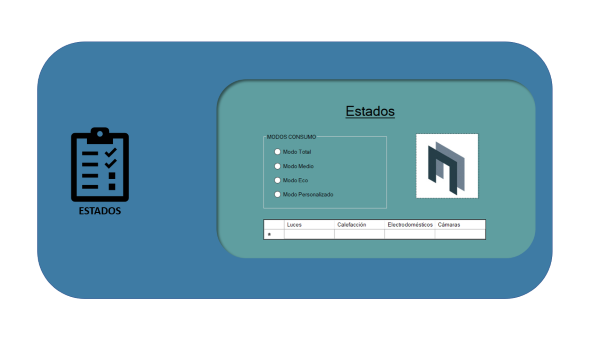 Estados
MODOS CONSUMO
Modo Total
Modo Medio
Modo Eco
Modo Personalizado
ESTADOS
Luces Calefacción Electrodomésticos Cámaras
*